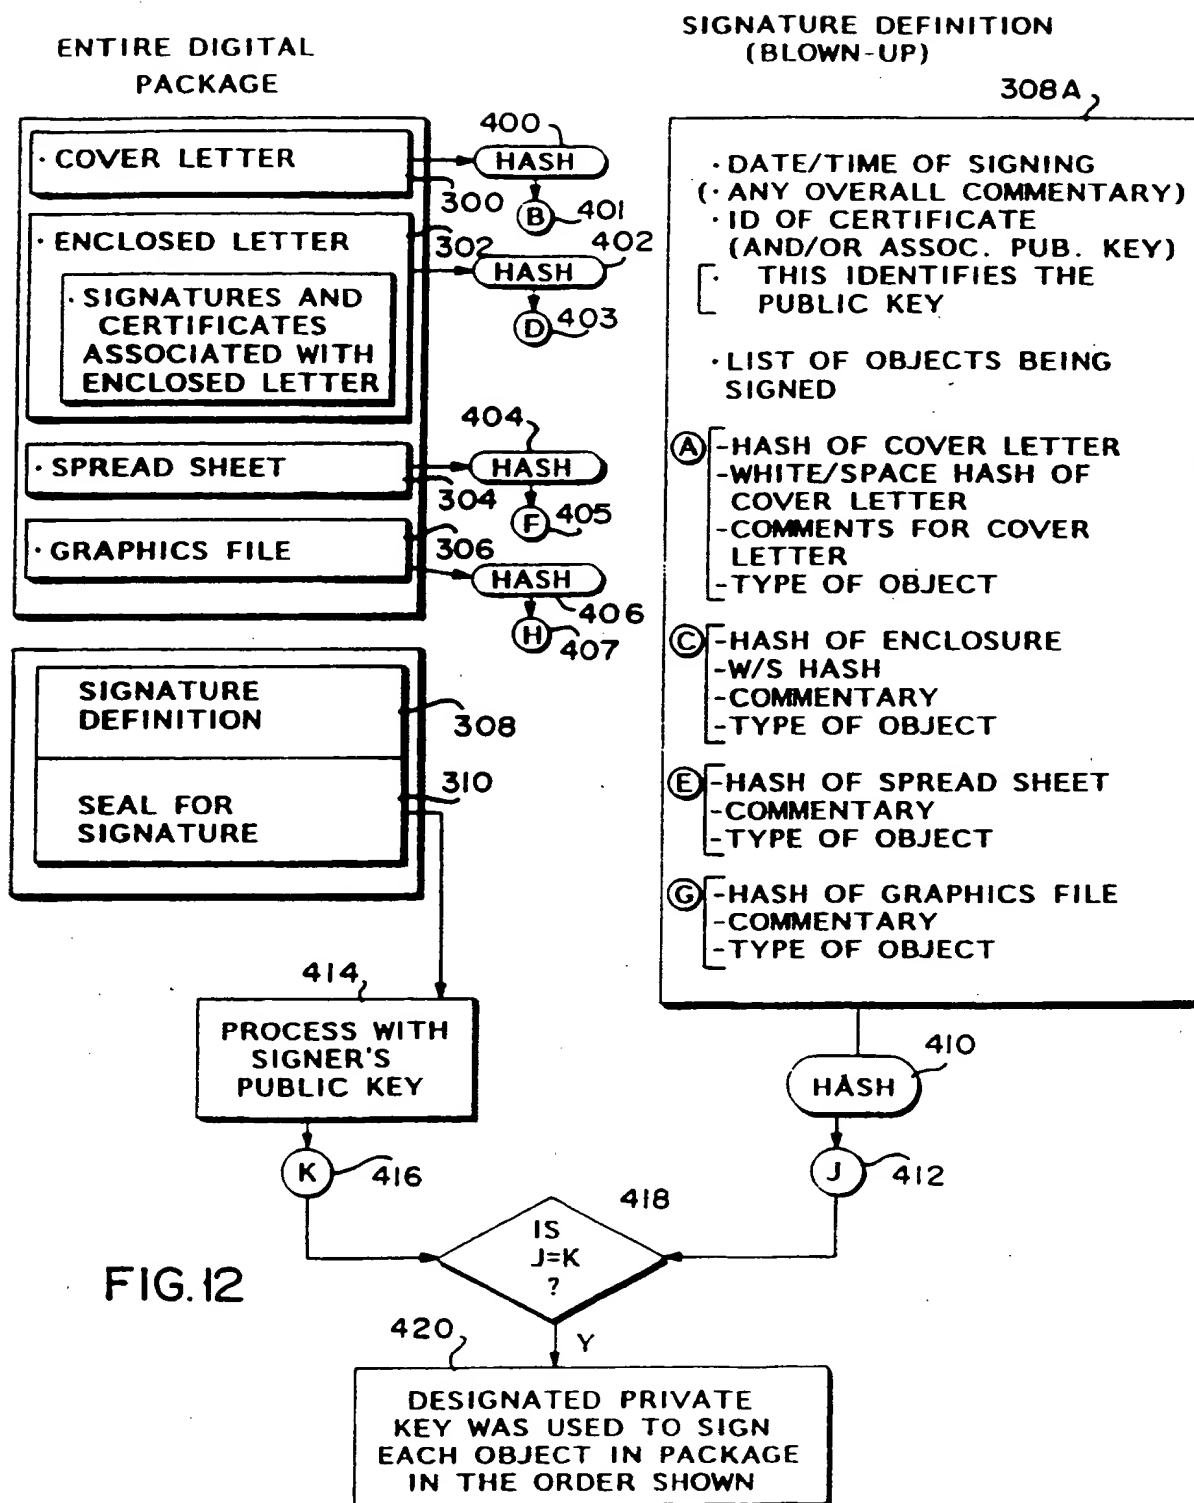 ENTIRE DIGITAL
PACKAGE
· COVER LETTER
300
400
HASH
B
401
· ENCLOSED LETTER
302
402
HASH
D
403
· SIGNATURES AND
CERTIFICATES
ASSOCIATED WITH
ENCLOSED LETTER
· SPREAD SHEET
304
404
HASH
F
405
· GRAPHICS FILE
306
HASH
406
H
407
SIGNATURE
DEFINITION
308
SEAL FOR
SIGNATURE
310
SIGNATURE DEFINITION
(BLOWN-UP)
308A
· DATE/TIME OF SIGNING
(· ANY OVERALL COMMENTARY)
· ID OF CERTIFICATE
(AND/OR ASSOC. PUB. KEY)
· THIS IDENTIFIES THE
PUBLIC KEY
· LIST OF OBJECTS BEING
SIGNED
A
-HASH OF COVER LETTER
-WHITE/SPACE HASH OF
COVER LETTER
-COMMENTS FOR COVER
LETTER
-TYPE OF OBJECT
C
-HASH OF ENCLOSURE
-W/S HASH
-COMMENTARY
-TYPE OF OBJECT
E
-HASH OF SPREAD SHEET
-COMMENTARY
-TYPE OF OBJECT
G
-HASH OF GRAPHICS FILE
-COMMENTARY
-TYPE OF OBJECT
414
PROCESS WITH
SIGNER'S
PUBLIC KEY
410
HASH
K
416
J
412
418
IS
J=K
?
FIG.12
Y
420
DESIGNATED PRIVATE
KEY WAS USED TO SIGN
EACH OBJECT IN PACKAGE
IN THE ORDER SHOWN